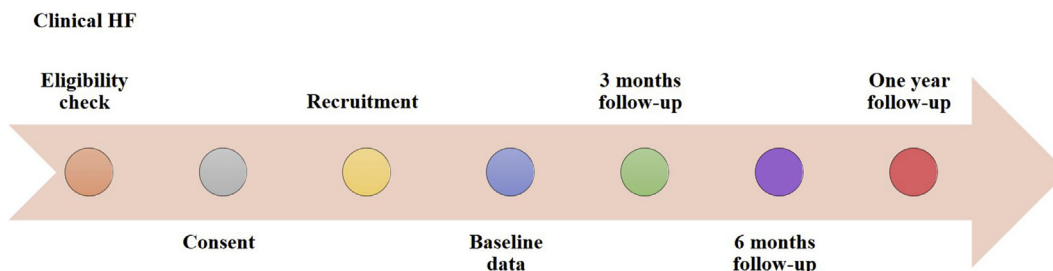 Clinical HF
Eligibility
check
Recruitment
3 months
follow-up
One year
follow-up
Consent
Baseline
data
6 months
follow-up